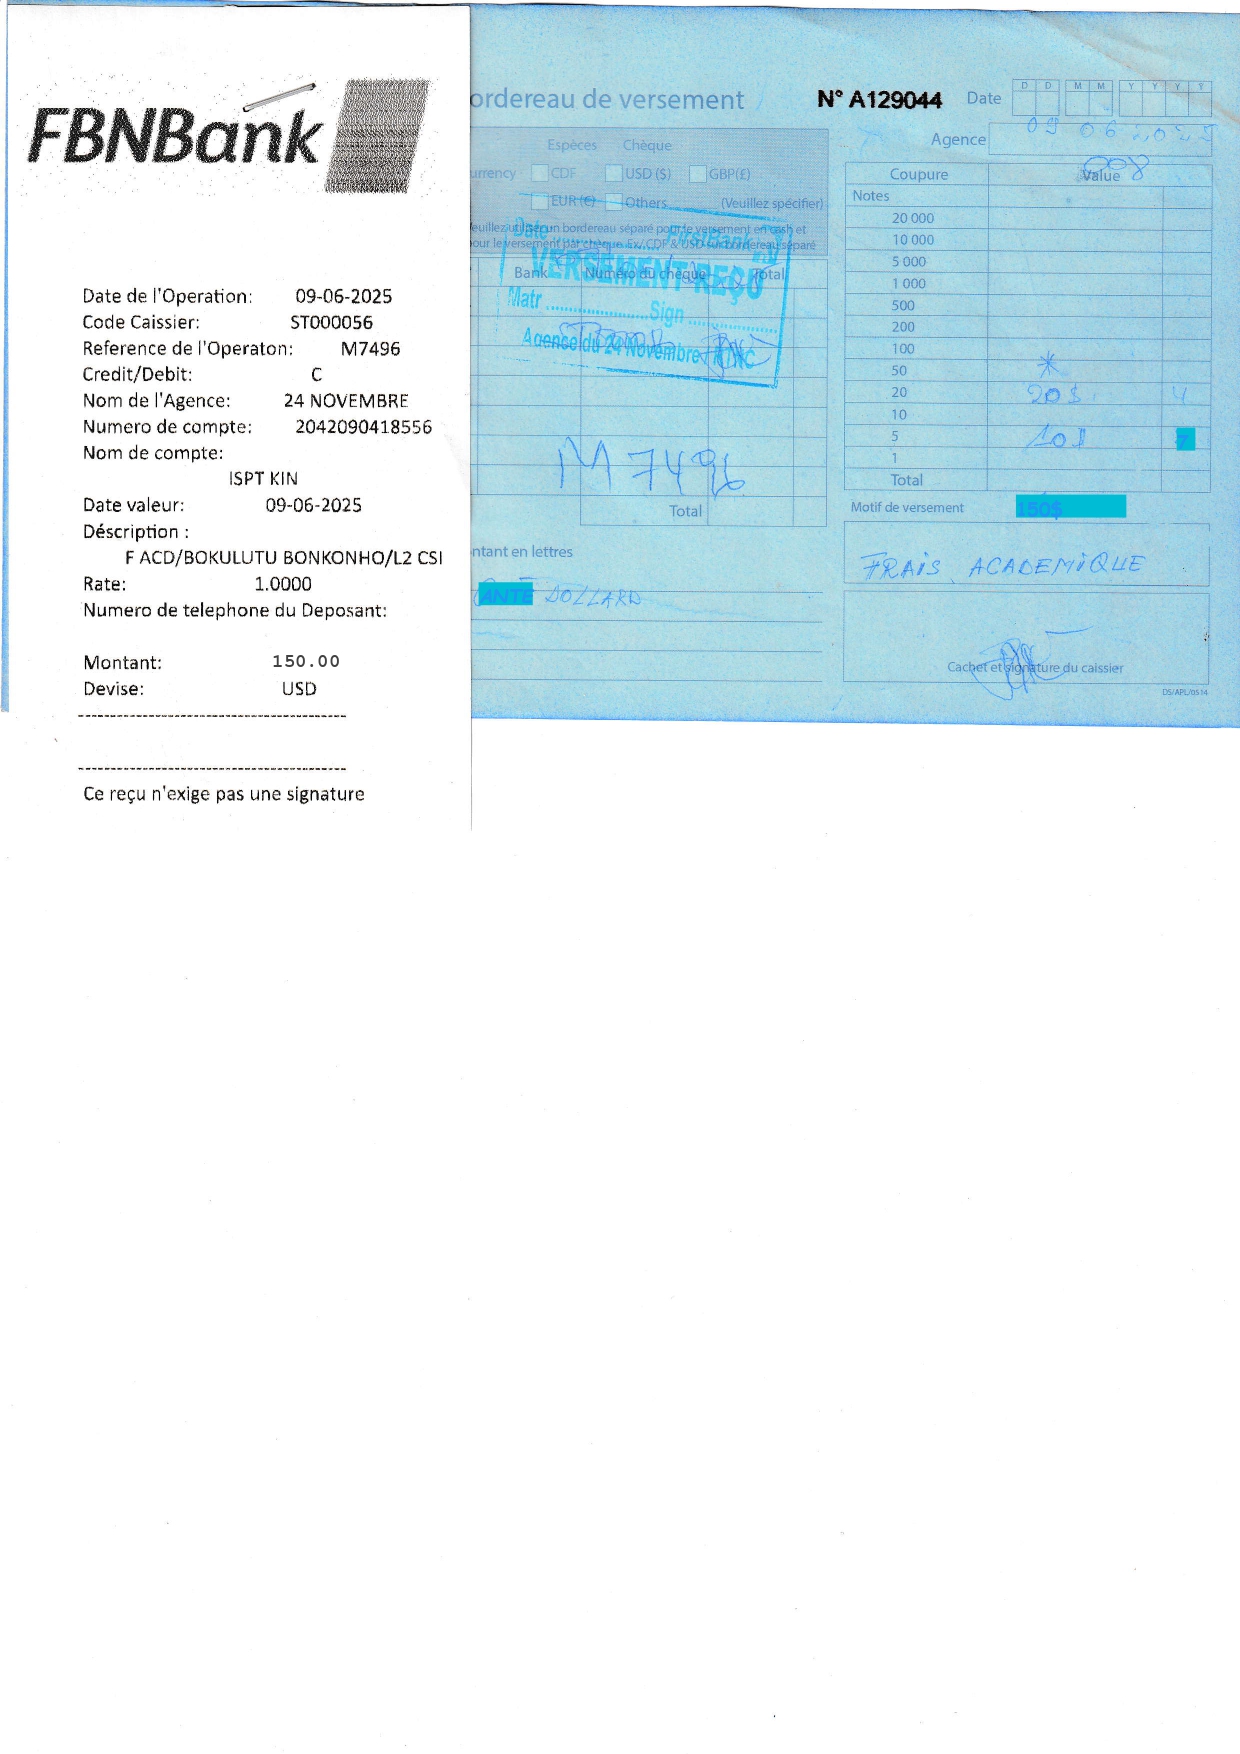 FBNBank
Date de l'Operation: 09-06-2025
Code Caissier: ST000056
Reference de l'Operaton: M7496
Credit/Debit: C
Nom de l'Agence: 24 NOVEMBRE
Numero de compte: 2042090418556
Nom de compte:
ISPT KIN
Date valeur: 09-06-2025
Déscription :
F ACD/BOKULUTU BONKONHO/L2 CSI
Rate: 1.0000
Numero de telephone du Deposant:
Montant: 150.00
Devise: USD
Ce reçu n'exige pas une signature
ordereau de versement
N° A129044
Date
D D M M Y Y Y Y
09 06 2025
Agence
008
Espèces Chèque
urrency CDF USD ($) GBP(£)
EUR (€) Others (Veuillez spécifier)
euillez utiliser un bordereau séparé pour le versement en cash et
our le versement par chèque. Ex/.CDF & USD sur bordereau séparé
Bank Numéro du chèque Total
Date FirstBank
VERSEMENT REÇU
Matr Sign
Agence du 24 Novembre
M7496
Total
ntant en lettres
ANTE DOLLARD
Coupure Value
Notes
20 000
10 000
5 000
1 000
500
200
100
50
20 20$ 4
10
5 10$ 7
1
Total
Motif de versement 150$
FRAIS ACADEMIQUE
Cachet et signature du caissier
DS/APL/0514